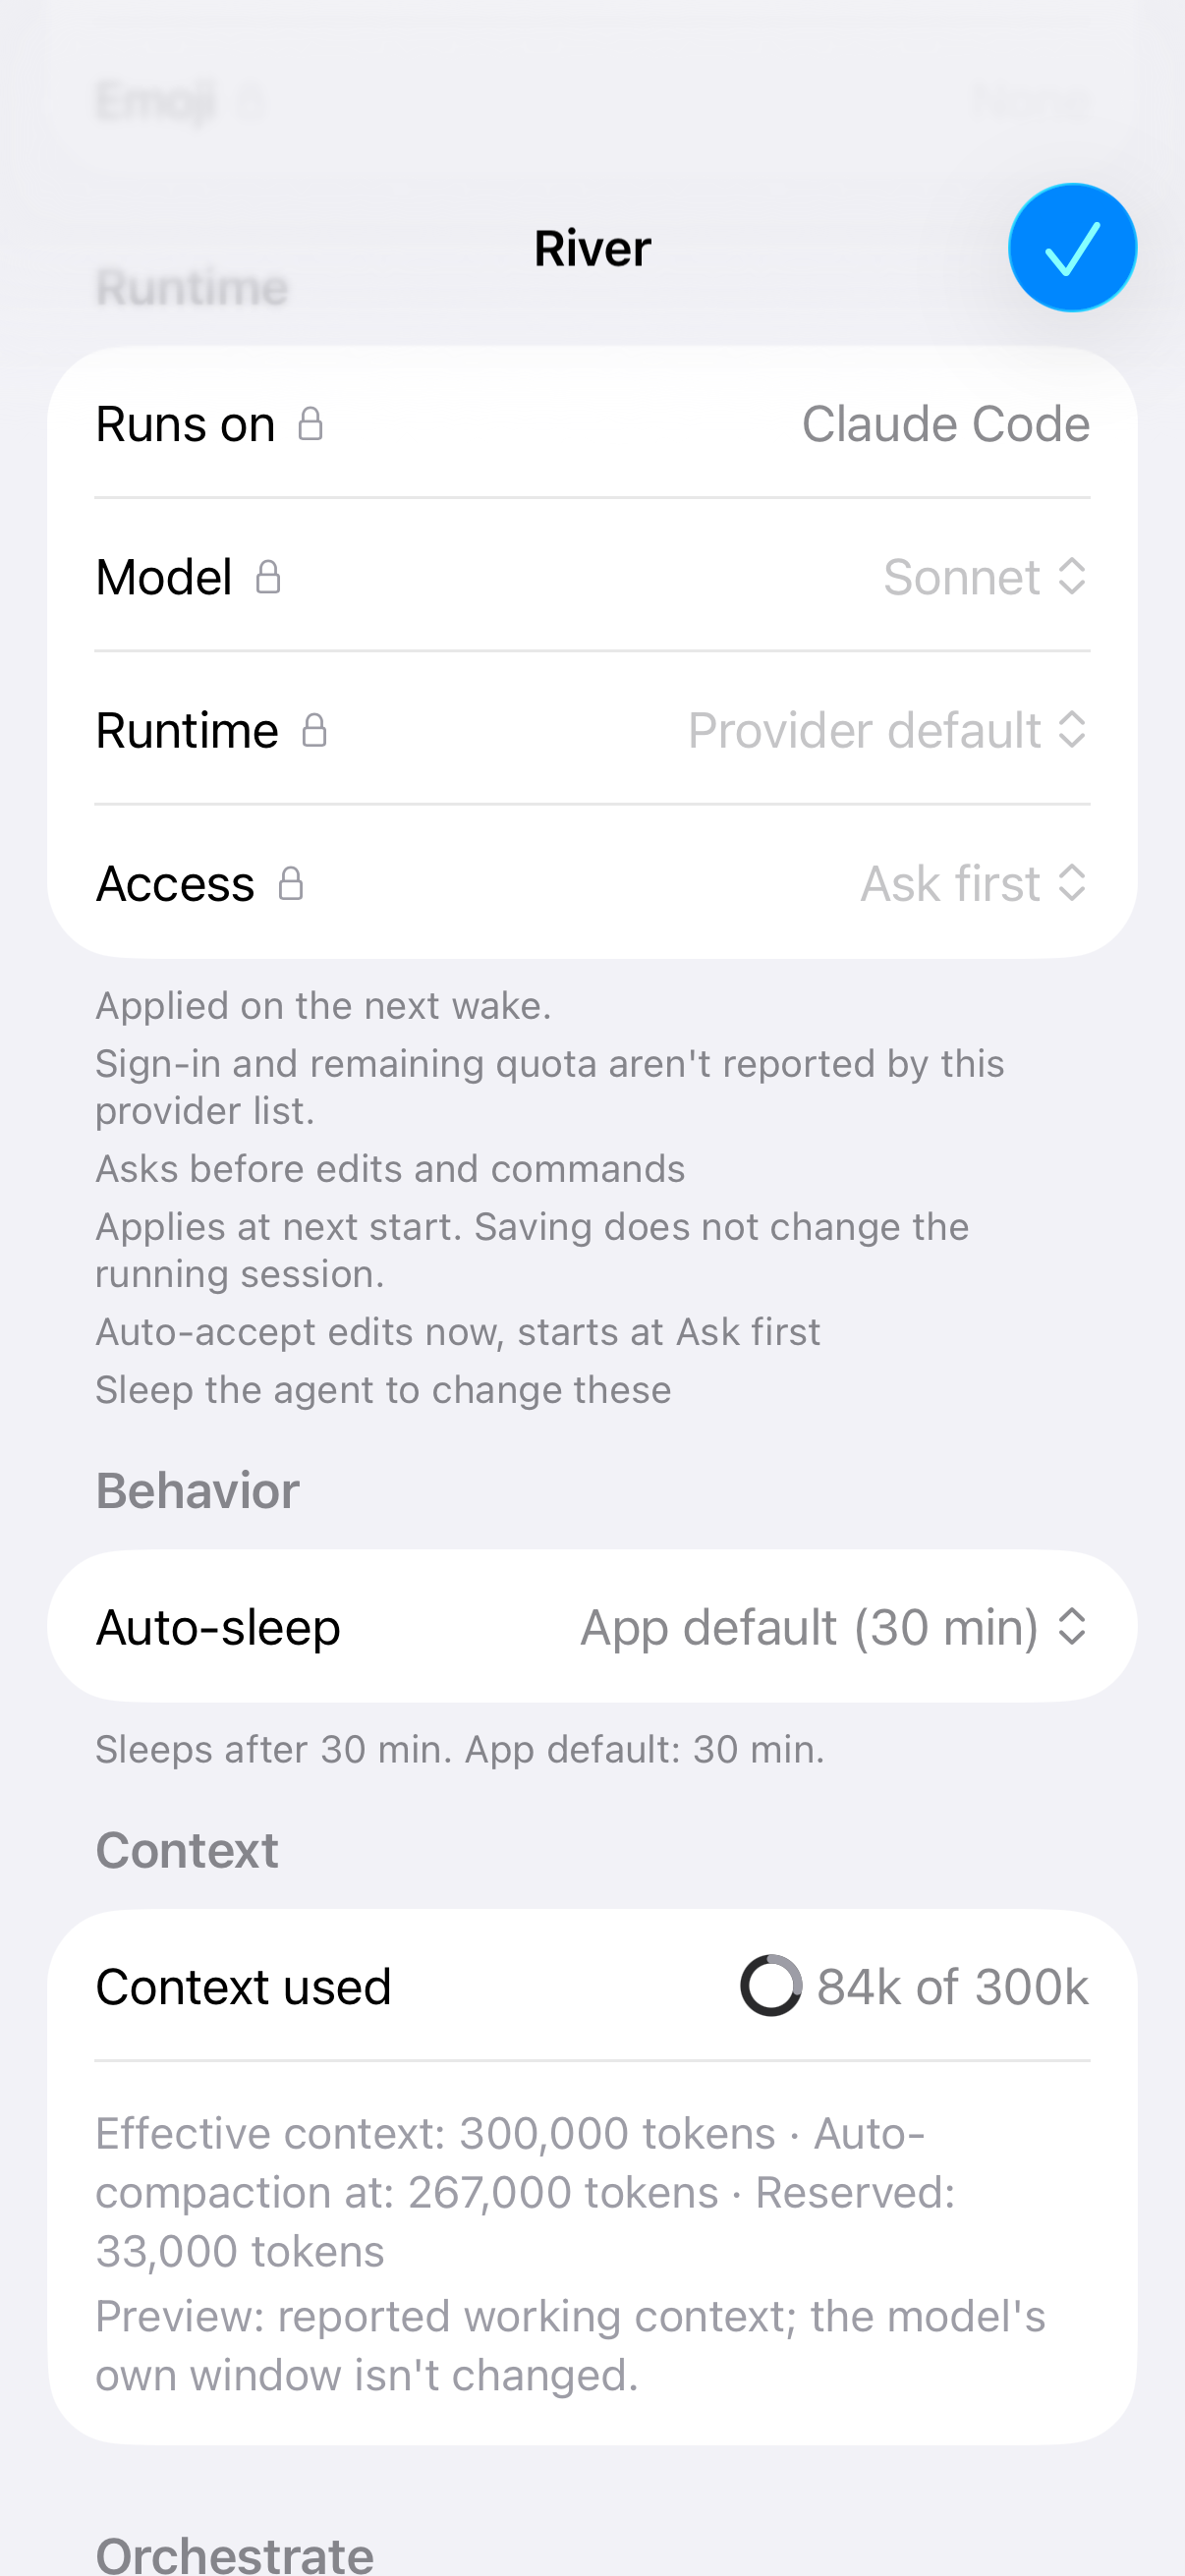 Emoji
None
River
Runtime
Runs on
Claude Code
Model
Sonnet
Runtime
Provider default
Access
Ask first
Applied on the next wake.
Sign-in and remaining quota aren't reported by this
provider list.
Asks before edits and commands
Applies at next start. Saving does not change the
running session.
Auto-accept edits now, starts at Ask first
Sleep the agent to change these
Behavior
Auto-sleep
App default (30 min)
Sleeps after 30 min. App default: 30 min.
Context
Context used
84k of 300k
Effective context: 300,000 tokens · Auto-
compaction at: 267,000 tokens · Reserved:
33,000 tokens
Preview: reported working context; the model's
own window isn't changed.
Orchestrate